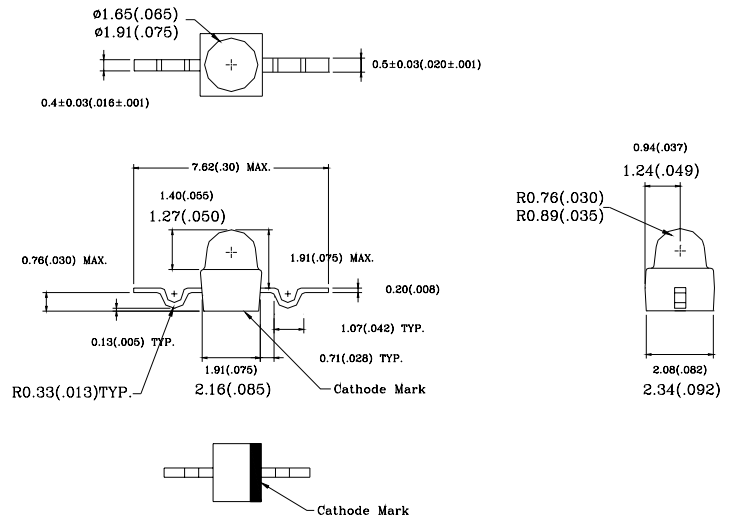 ø1.65(.065)
ø1.91(.075)
0.5±0.03(.020±.001)
0.4±0.03(.016±.001)
7.62(.30) MAX.
0.94(.037)
1.24(.049)
1.40(.055)
1.27(.050)
R0.76(.030)
R0.89(.035)
0.76(.030) MAX.
1.91(.075) MAX.
0.20(.008)
1.07(.042) TYP.
0.13(.005) TYP.
0.71(.028) TYP.
1.91(.075)
2.16(.085)
R0.33(.013)TYP.
Cathode Mark
2.08(.082)
2.34(.092)
Cathode Mark